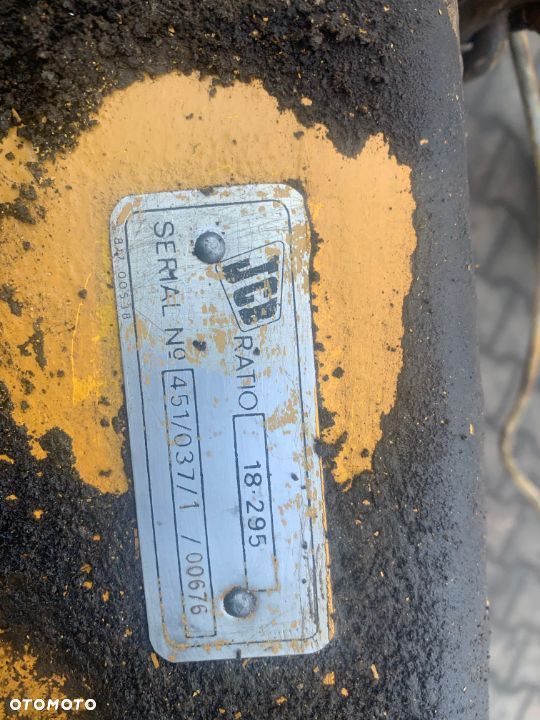 JCB
RATIO 18·295
SERIAL Nº 451/037/1 /00676
OTOMOTO